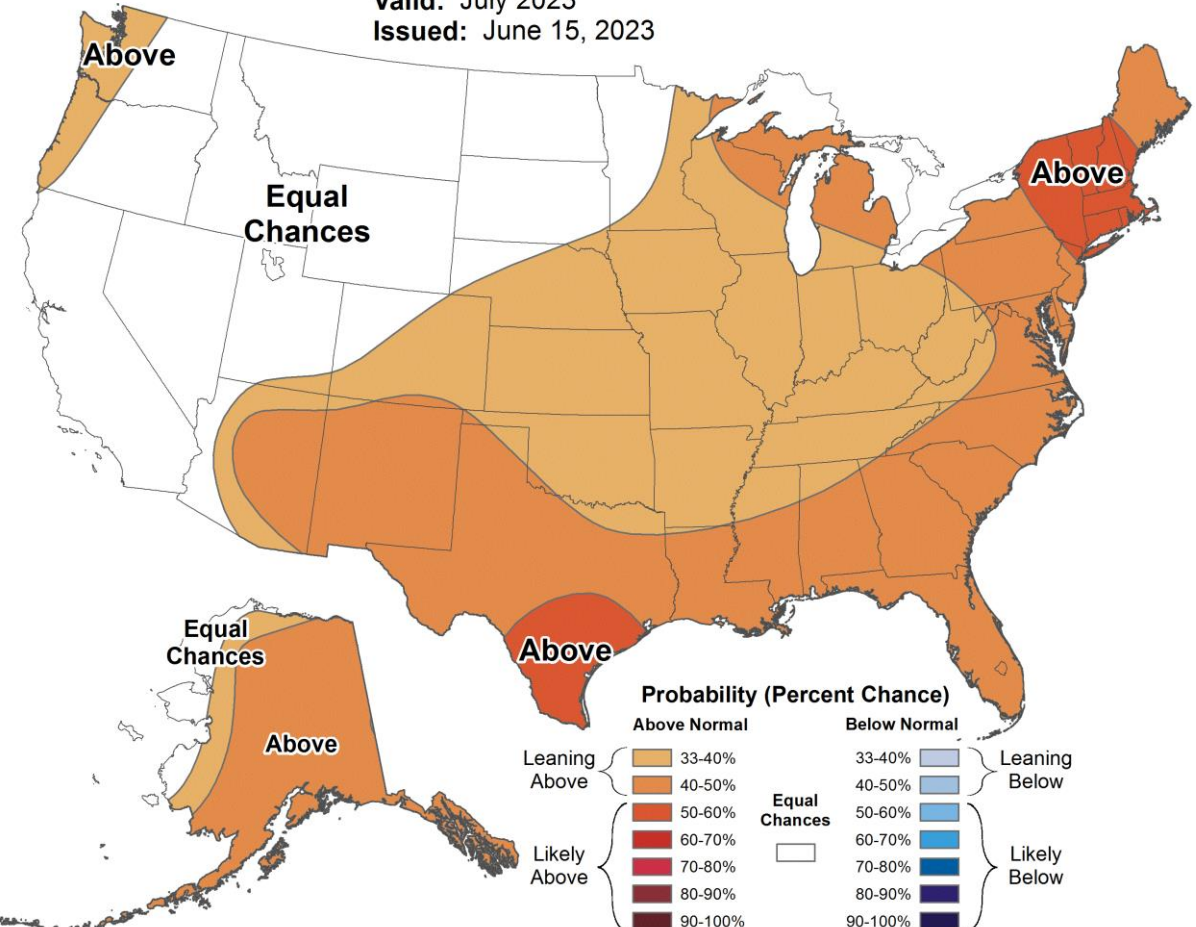 Valid: July 2023
Issued: June 15, 2023
Above
Equal
Chances
Above
Above
Equal
Chances
Above
Probability (Percent Chance)
Above Normal
Below Normal
Leaning
Above
33-40%
40-50%
50-60%
60-70%
70-80%
80-90%
90-100%
Likely
Above
Equal
Chances
33-40%
40-50%
50-60%
60-70%
70-80%
80-90%
90-100%
Leaning
Below
Likely
Below